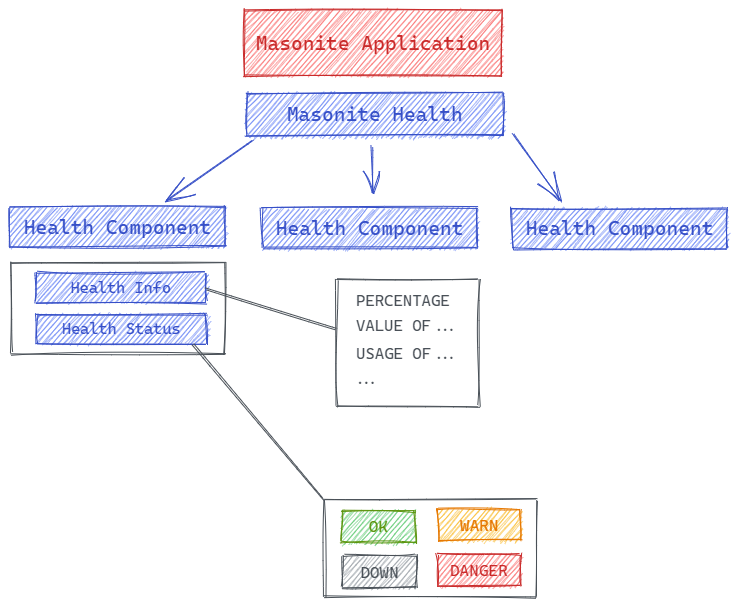 Masonite Application
Masonite Health
Health Component
Health Component
Health Component
Health Info
Health Status
PERCENTAGE
VALUE OF ...
USAGE OF ...
...
OK
WARN
DOWN
DANGER